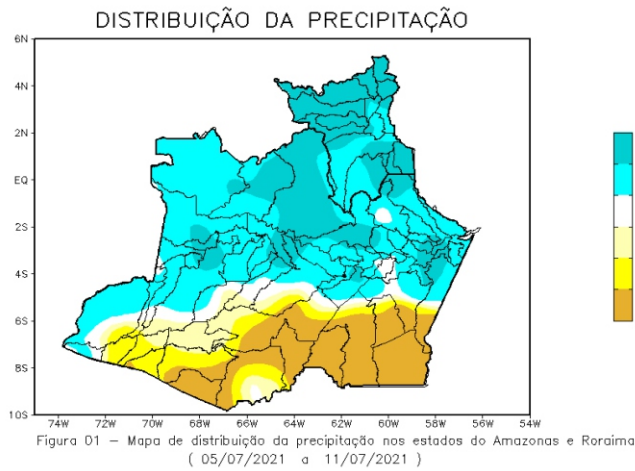 DISTRIBUIÇÃO DA PRECIPITAÇÃO
6N
4N
2N
EQ
2S
4S
6S
8S
10S
74W 72W 70W 68W 66W 64W 62W 60W 58W 56W 54W
Figura 01 – Mapa de distribuição da precipitação nos estados do Amazonas e Roraima
( 05/07/2021 a 11/07/2021 )